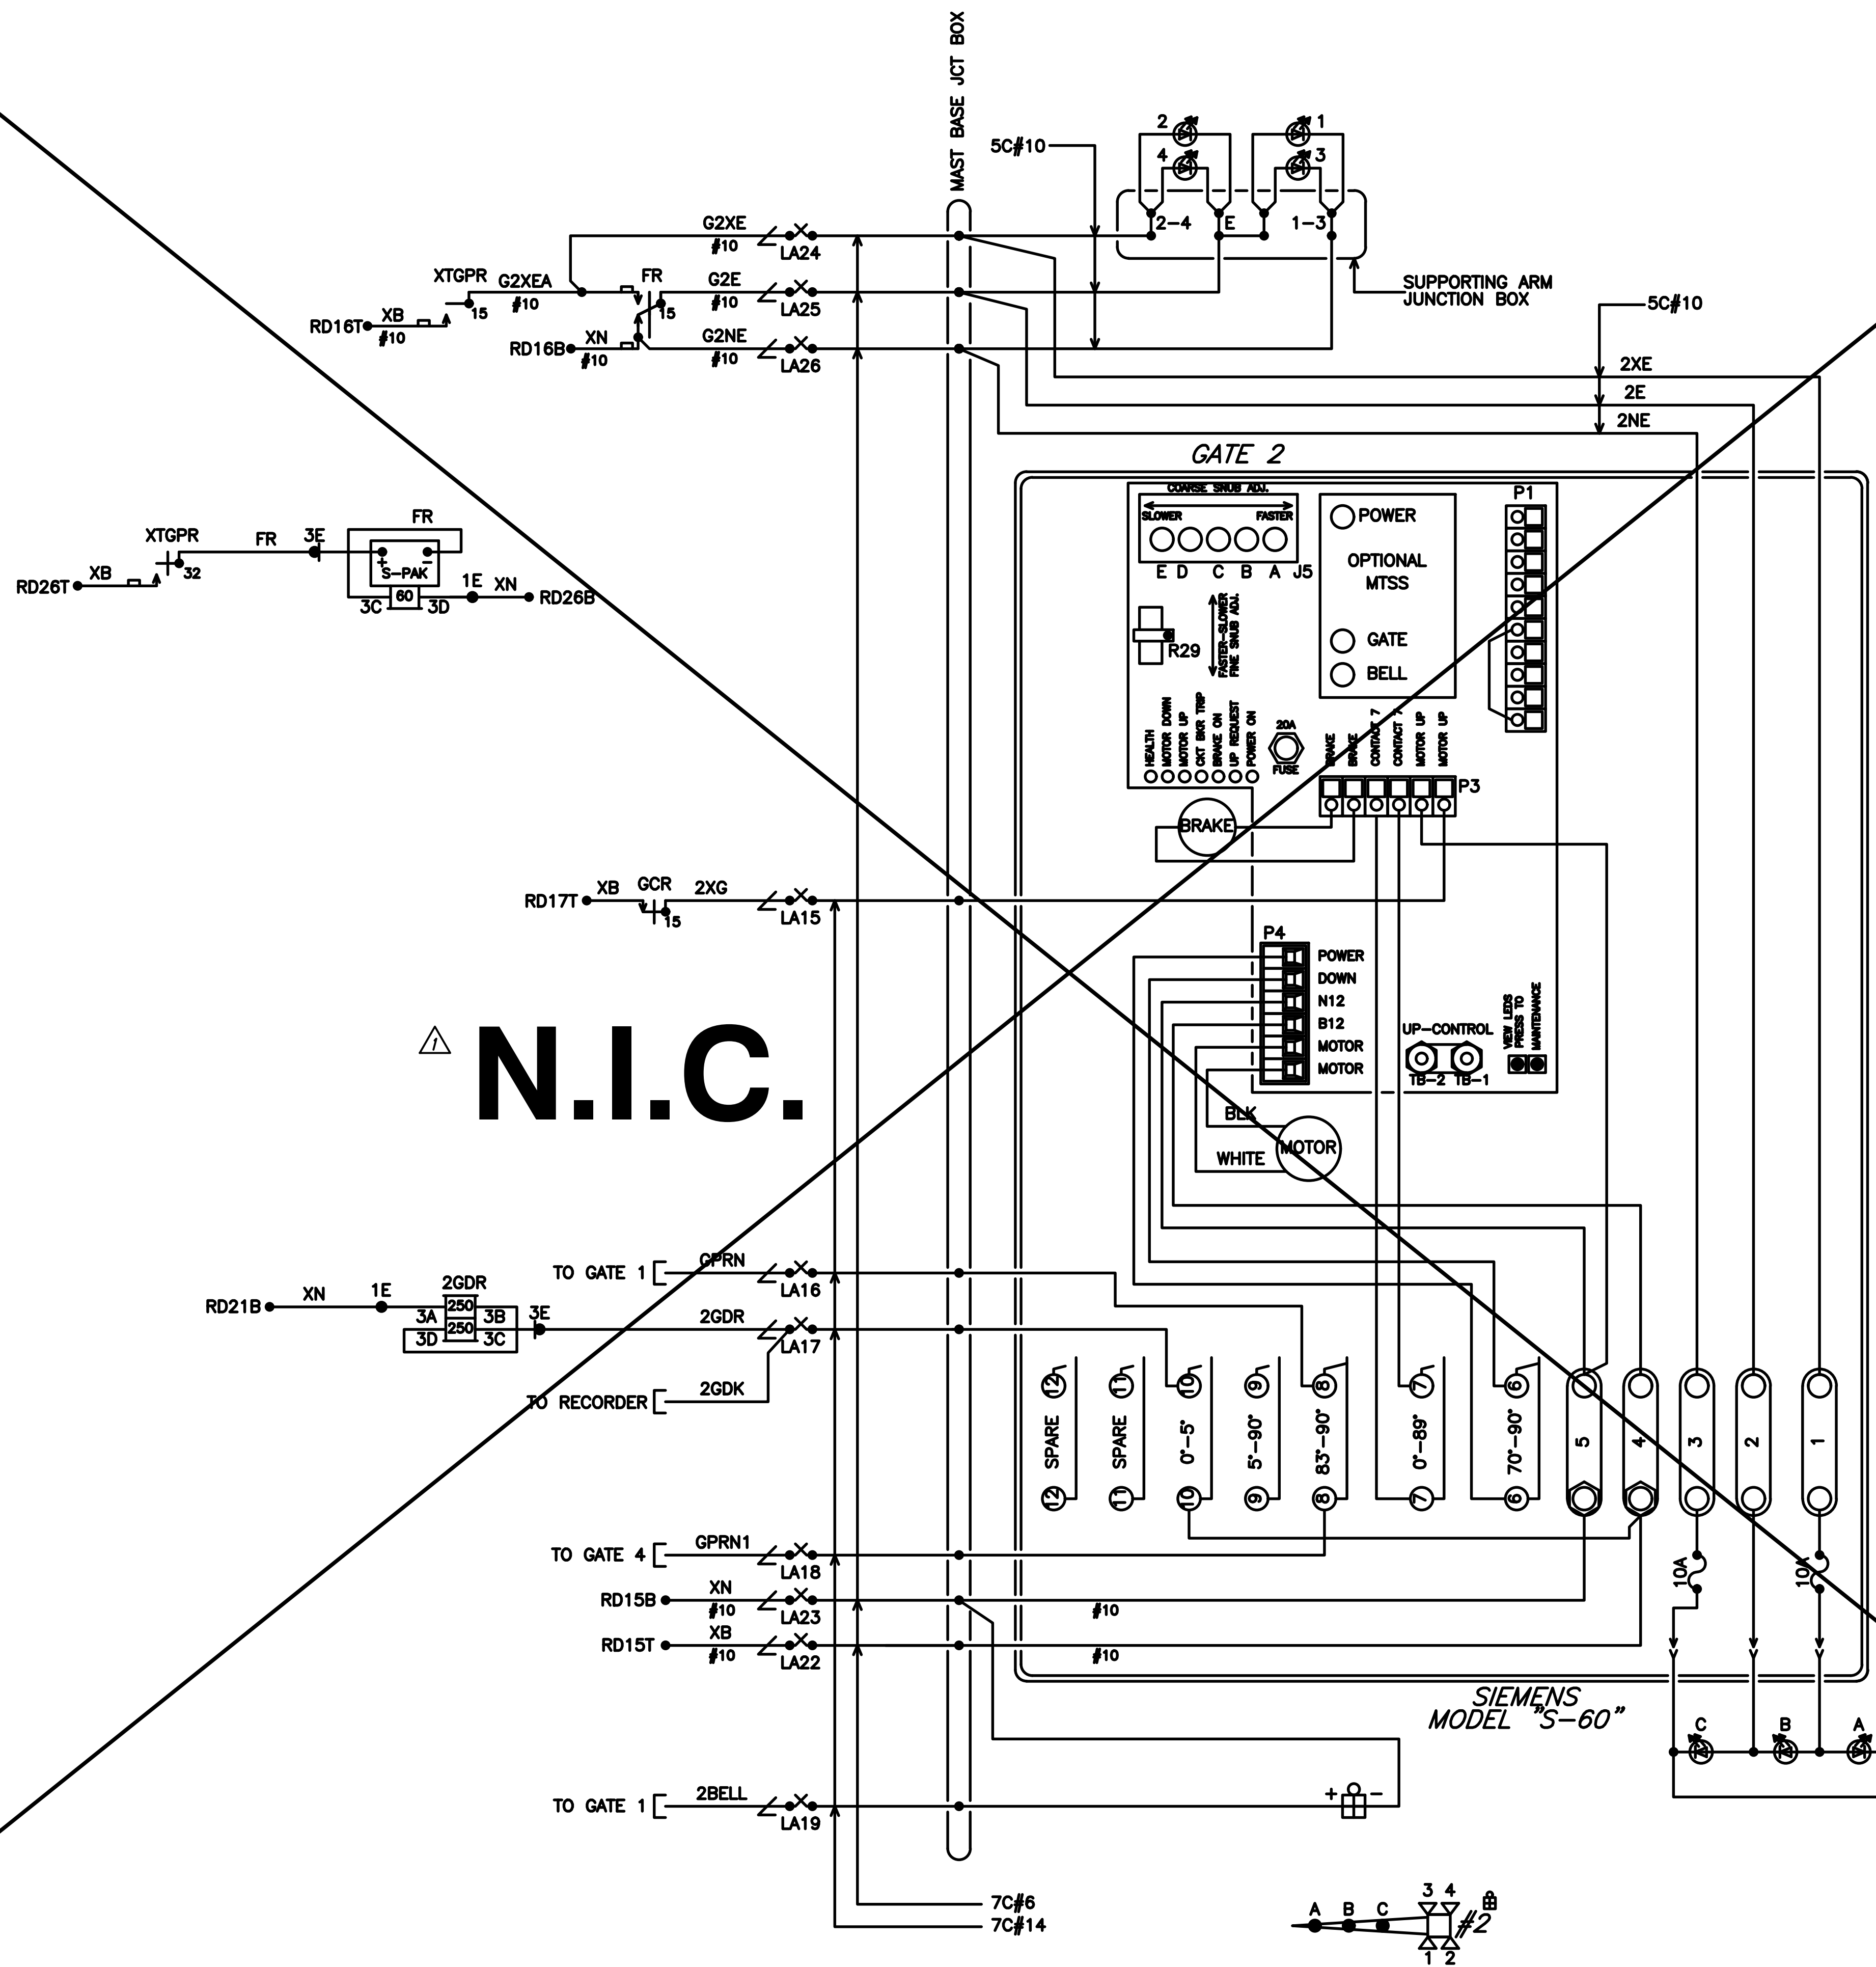 MAST BASE JCT BOX
5C#10
2
1
4
3
2-4
E
1-3
G2XE
#10
LA24
XTGPR
G2XEA
#10
15
FR
15
G2E
#10
LA25
SUPPORTING ARM
JUNCTION BOX
RD16T
XB
#10
RD16B
XN
#10
G2NE
#10
LA26
5C#10
2XE
2E
2NE
GATE 2
COARSE SNUB ADJ.
SLOWER
FASTER
E D C B A J5
POWER
OPTIONAL
MTSS
GATE
BELL
P1
R29
FASTER-SLOWER
FINE SNUB ADJ.
FR
XTGPR
FR
3E
32
+
-
S-PAK
RD26T
XB
60
3C
3D
1E
XN
RD26B
HEALTH
MOTOR DOWN
MOTOR UP
CKT BKR TRIP
BRAKE ON
UP REQUEST
POWER ON
20A
FUSE
BRAKE
BRAKE
CONTACT 7
CONTACT 7
MOTOR UP
MOTOR UP
P3
BRAKE
RD17T
XB
GCR
15
2XG
LA15
P4
POWER
DOWN
N12
B12
MOTOR
MOTOR
UP-CONTROL
TB-2
TB-1
VIEW LEDS
PRESS TO
MAINTENANCE
1
N.I.C.
BLK
WHITE
MOTOR
TO GATE 1
GPRN
LA16
RD21B
XN
1E
2GDR
250
3A
3B
250
3D
3C
3E
2GDR
LA17
TO RECORDER
2GDK
12
SPARE
12
11
SPARE
11
10
0°-5°
10
9
5°-90°
9
8
83°-90°
8
7
0°-89°
7
6
70°-90°
6
5
4
3
2
1
10A
10A
TO GATE 4
GPRN1
LA18
RD15B
XN
#10
LA23
#10
RD15T
XB
#10
LA22
#10
SIEMENS
MODEL "S-60"
C
B
A
TO GATE 1
2BELL
LA19
+
-
7C#6
7C#14
A
B
C
3 4
#2
1 2